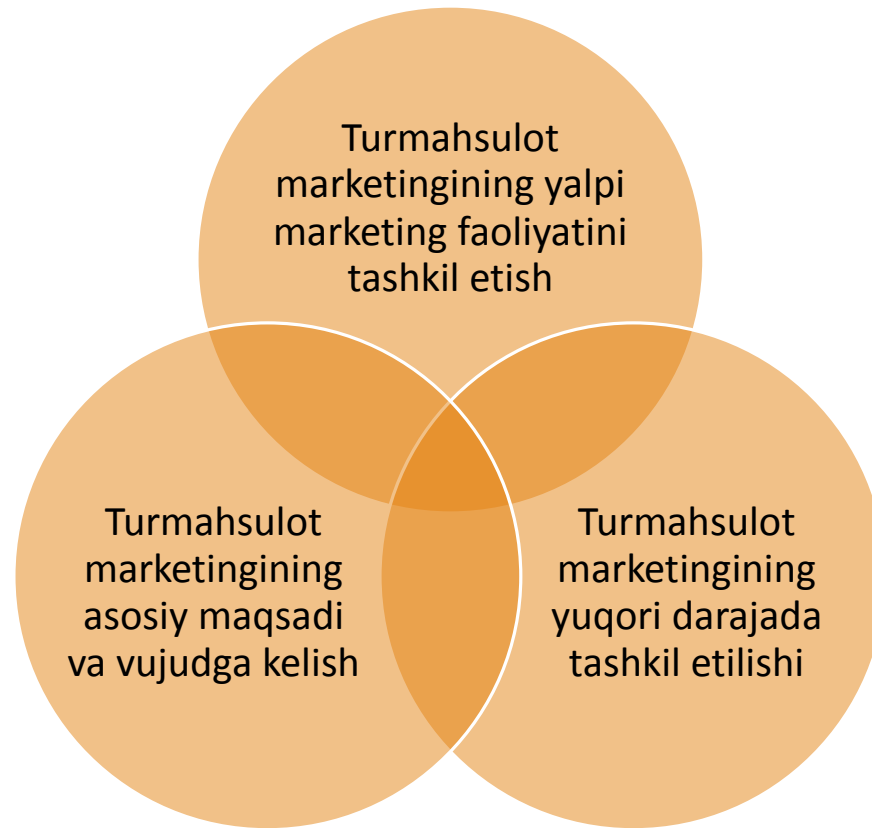 Turmahsulot
marketingining yalpi
marketing faoliyatini
tashkil etish
Turmahsulot
marketingining
asosiy maqsadi
va vujudga kelish
Turmahsulot
marketingining
yuqori darajada
tashkil etilishi